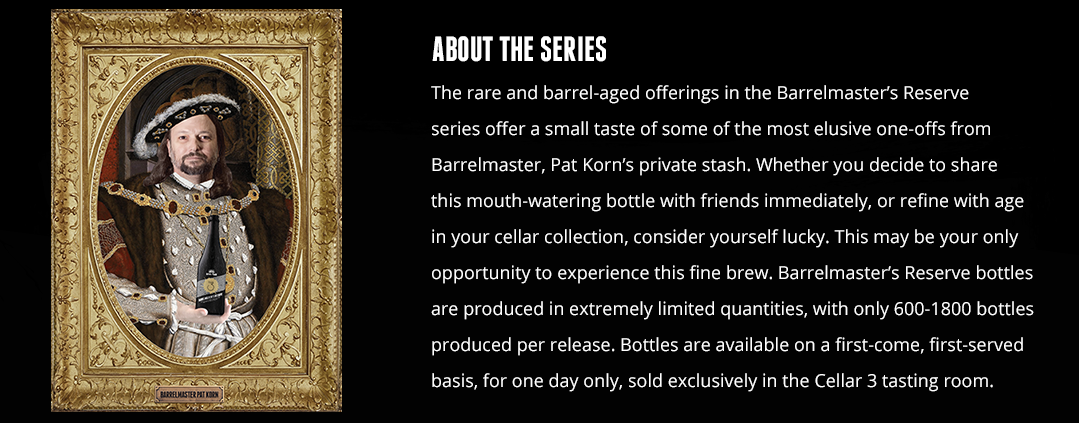 ABOUT THE SERIES
The rare and barrel-aged offerings in the Barrelmaster’s Reserve
series offer a small taste of some of the most elusive one-offs from
Barrelmaster, Pat Korn’s private stash. Whether you decide to share
this mouth-watering bottle with friends immediately, or refine with age
in your cellar collection, consider yourself lucky. This may be your only
opportunity to experience this fine brew. Barrelmaster’s Reserve bottles
are produced in extremely limited quantities, with only 600-1800 bottles
produced per release. Bottles are available on a first-come, first-served
basis, for one day only, sold exclusively in the Cellar 3 tasting room.
BARRELMASTER PAT KORN